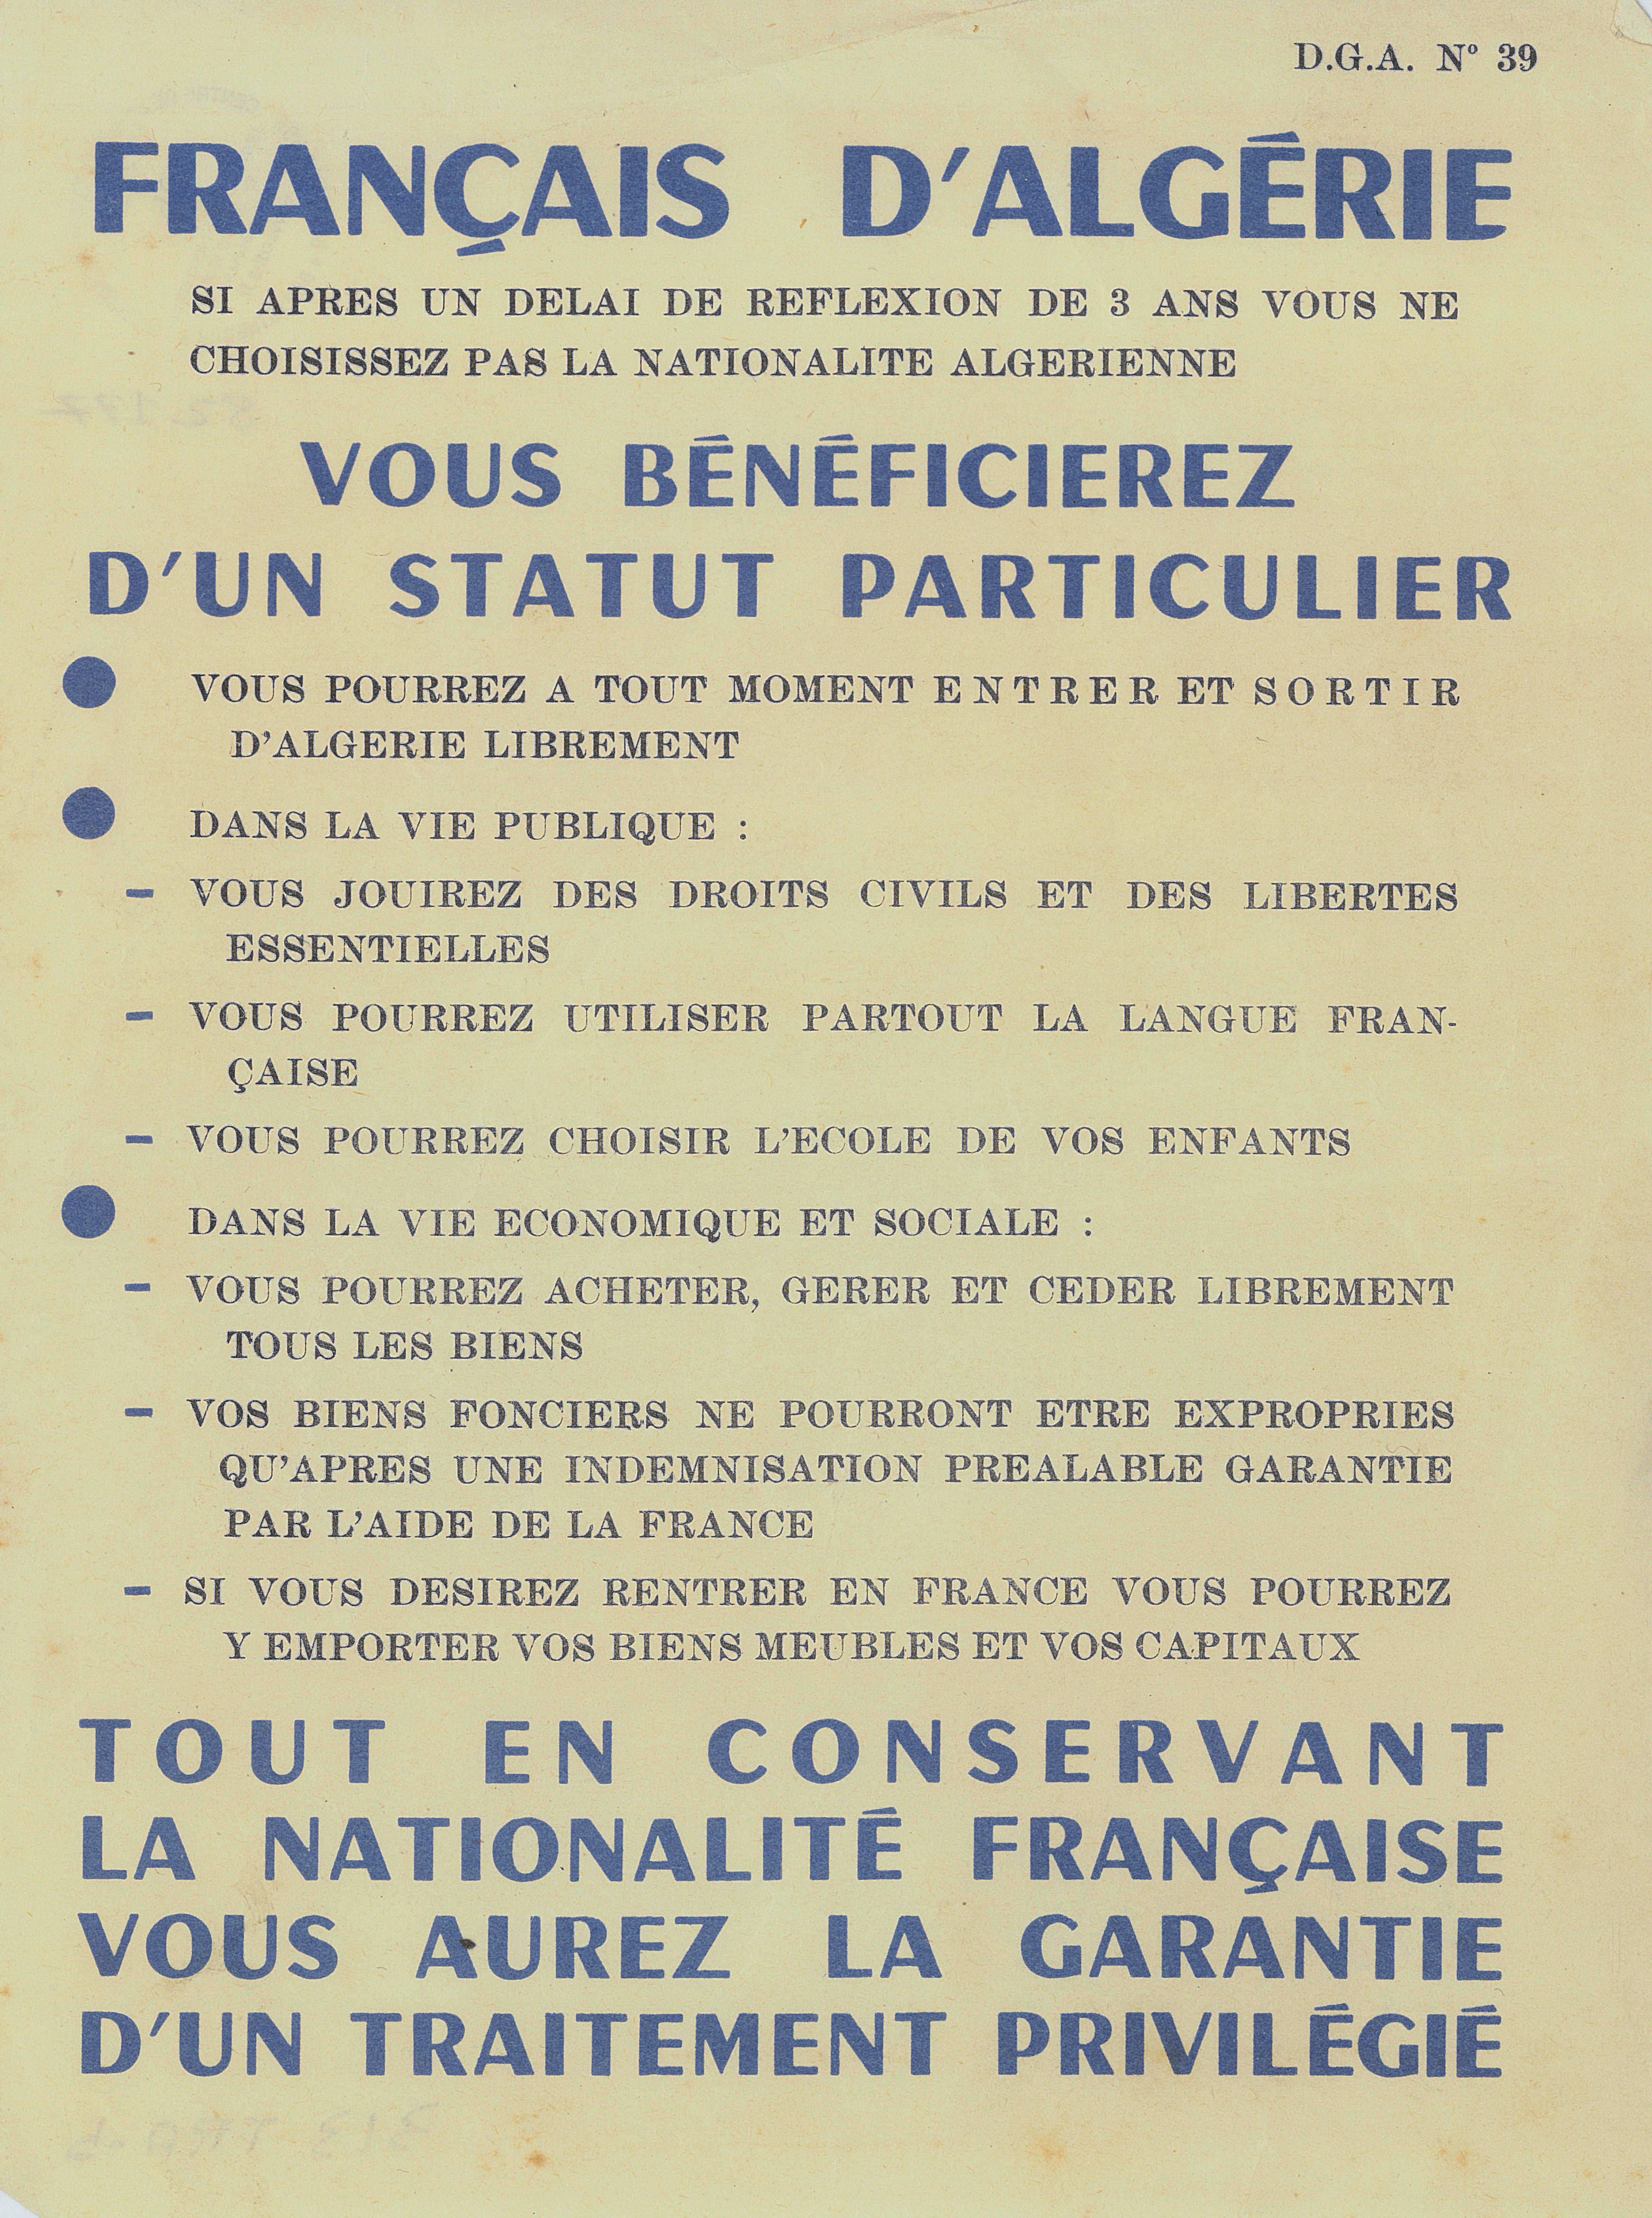 D.G.A. Nº 39
FRANÇAIS D'ALGÉRIE
SI APRES UN DELAI DE REFLEXION DE 3 ANS VOUS NE
CHOISISSEZ PAS LA NATIONALITE ALGERIENNE
VOUS BÉNÉFICIEREZ
D'UN STATUT PARTICULIER
● VOUS POURREZ A TOUT MOMENT ENTRER ET SORTIR
D'ALGERIE LIBREMENT
● DANS LA VIE PUBLIQUE :
– VOUS JOUIREZ DES DROITS CIVILS ET DES LIBERTES
ESSENTIELLES
– VOUS POURREZ UTILISER PARTOUT LA LANGUE FRAN-
ÇAISE
– VOUS POURREZ CHOISIR L'ECOLE DE VOS ENFANTS
● DANS LA VIE ECONOMIQUE ET SOCIALE :
– VOUS POURREZ ACHETER, GERER ET CEDER LIBREMENT
TOUS LES BIENS
– VOS BIENS FONCIERS NE POURRONT ETRE EXPROPRIES
QU'APRES UNE INDEMNISATION PREALABLE GARANTIE
PAR L'AIDE DE LA FRANCE
– SI VOUS DESIREZ RENTRER EN FRANCE VOUS POURREZ
Y EMPORTER VOS BIENS MEUBLES ET VOS CAPITAUX
TOUT EN CONSERVANT
LA NATIONALITÉ FRANÇAISE
VOUS AUREZ LA GARANTIE
D'UN TRAITEMENT PRIVILÉGIÉ